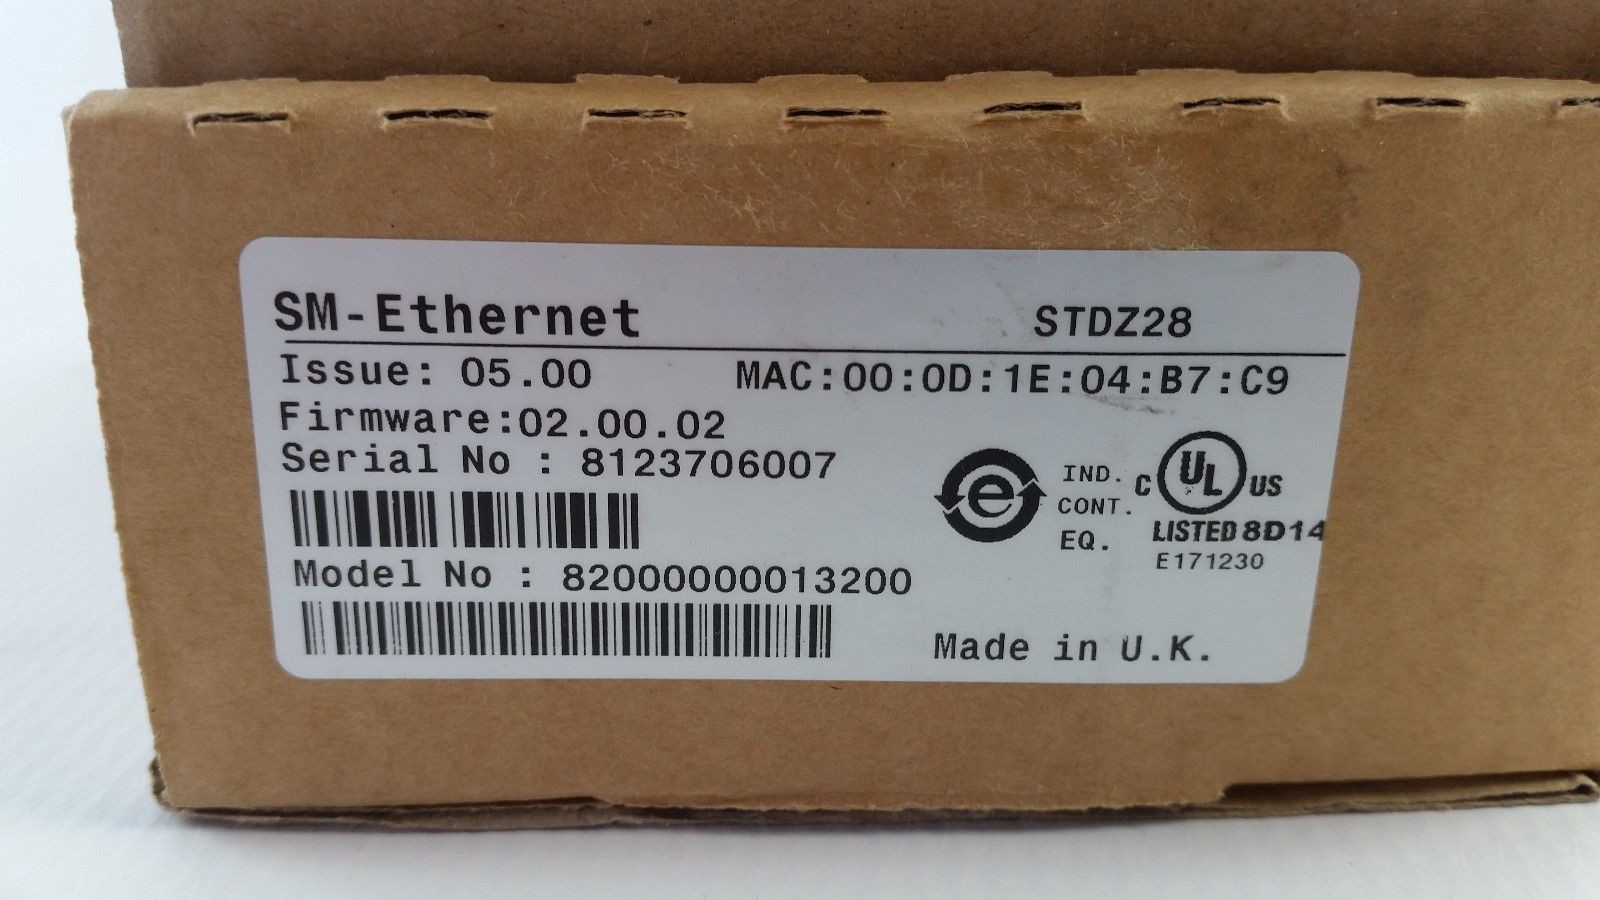 SM-Ethernet STDZ28
Issue: 05.00 MAC:00:0D:1E:04:B7:C9
Firmware:02.00.02
Serial No : 8123706007
e IND. CONT. EQ.
C UL US
LISTED 8D14
E171230
Model No : 82000000013200
Made in U.K.